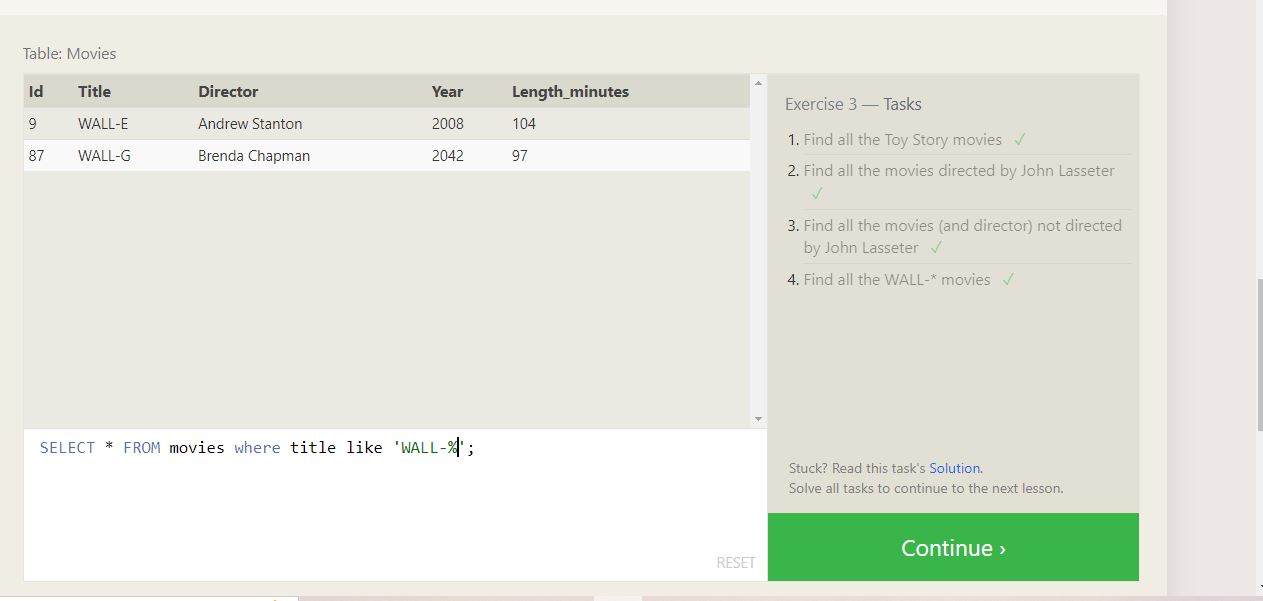 Table: Movies
Id Title Director Year Length_minutes
9 WALL-E Andrew Stanton 2008 104
87 WALL-G Brenda Chapman 2042 97
SELECT * FROM movies where title like 'WALL-%';
RESET
Exercise 3 — Tasks
1. Find all the Toy Story movies ✓
2. Find all the movies directed by John Lasseter
✓
3. Find all the movies (and director) not directed
by John Lasseter ✓
4. Find all the WALL-* movies ✓
Stuck? Read this task's Solution.
Solve all tasks to continue to the next lesson.
Continue ›